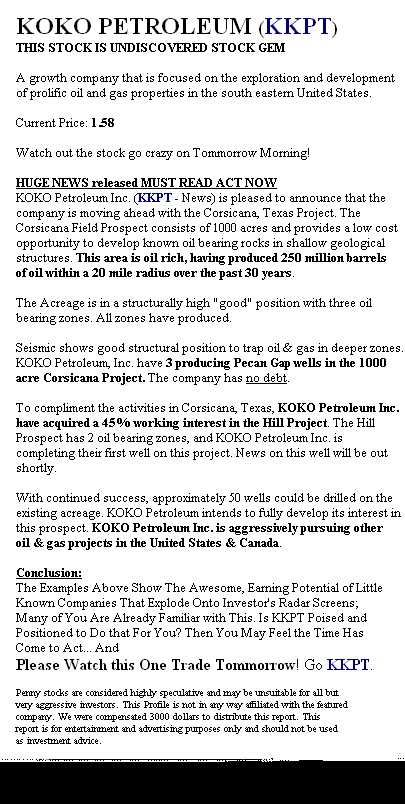 KOKO PETROLEUM (KKPT)
THIS STOCK IS UNDISCOVERED STOCK GEM
A growth company that is focused on the exploration and development
of prolific oil and gas properties in the south eastern United States.
Current Price: 1.58
Watch out the stock go crazy on Tommorrow Morning!
HUGE NEWS released MUST READ ACT NOW
KOKO Petroleum Inc. (KKPT - News) is pleased to announce that the
company is moving ahead with the Corsicana, Texas Project. The
Corsicana Field Prospect consists of 1000 acres and provides a low cost
opportunity to develop known oil bearing rocks in shallow geological
structures. This area is oil rich, having produced 250 million barrels
of oil within a 20 mile radius over the past 30 years.
The Acreage is in a structurally high "good" position with three oil
bearing zones. All zones have produced.
Seismic shows good structural position to trap oil & gas in deeper zones.
KOKO Petroleum, Inc. have 3 producing Pecan Gap wells in the 1000
acre Corsicana Project. The company has no debt.
To compliment the activities in Corsicana, Texas, KOKO Petroleum Inc.
have acquired a 45% working interest in the Hill Project. The Hill
Prospect has 2 oil bearing zones, and KOKO Petroleum Inc. is
completing their first well on this project. News on this well will be out
shortly.
With continued success, approximately 50 wells could be drilled on the
existing acreage. KOKO Petroleum intends to fully develop its interest in
this prospect. KOKO Petroleum Inc. is aggressively pursuing other
oil & gas projects in the United States & Canada.
Conclusion:
The Examples Above Show The Awesome, Earning Potential of Little
Known Companies That Explode Onto Investor's Radar Screens;
Many of You Are Already Familiar with This. Is KKPT Poised and
Positioned to Do that For You? Then You May Feel the Time Has
Come to Act... And
Please Watch this One Trade Tommorrow! Go KKPT.
Penny stocks are considered highly speculative and may be unsuitable for all but
very aggressive investors. This Profile is not in any way affiliated with the featured
company. We were compensated 3000 dollars to distribute this report. This
report is for entertainment and advertising purposes only and should not be used
as investment advice.